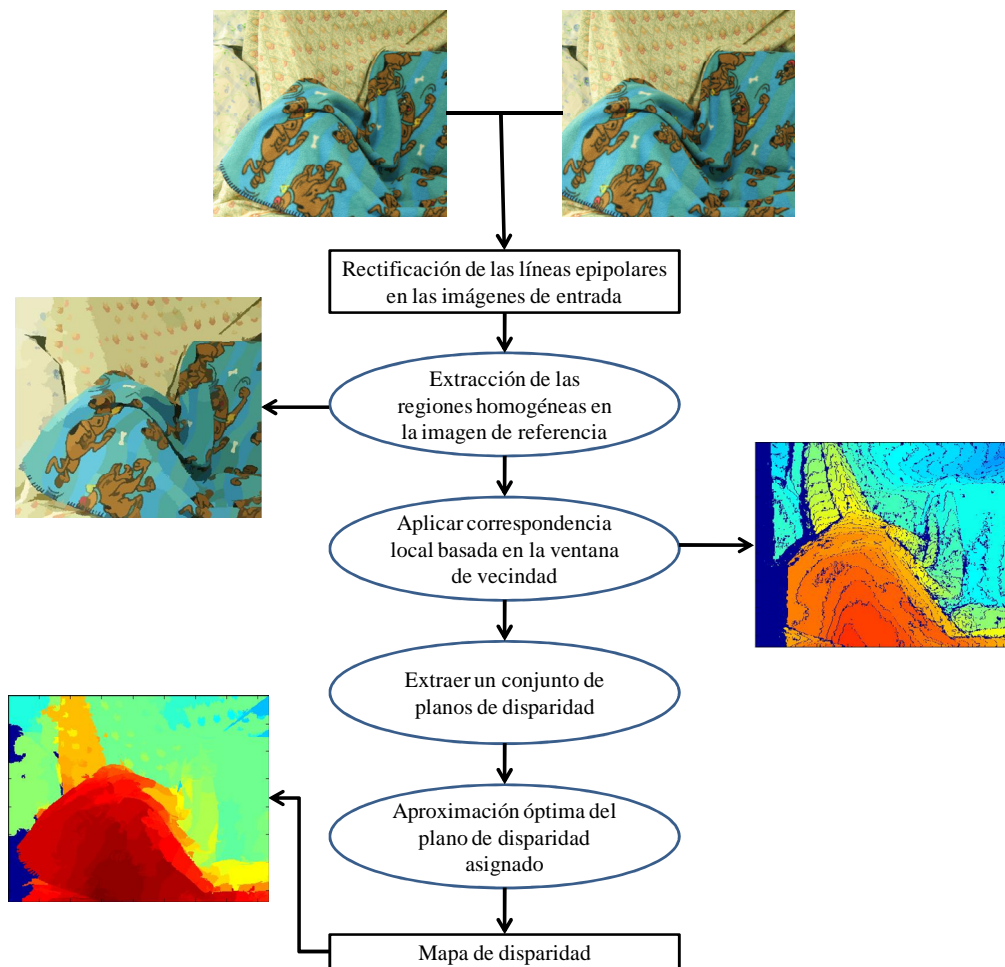 Rectificación de las líneas epipolares
en las imágenes de entrada
Extracción de las
regiones homogéneas en
la imagen de referencia
Aplicar correspondencia
local basada en la ventana
de vecindad
Extraer un conjunto de
planos de disparidad
Aproximación óptima del
plano de disparidad
asignado
Mapa de disparidad